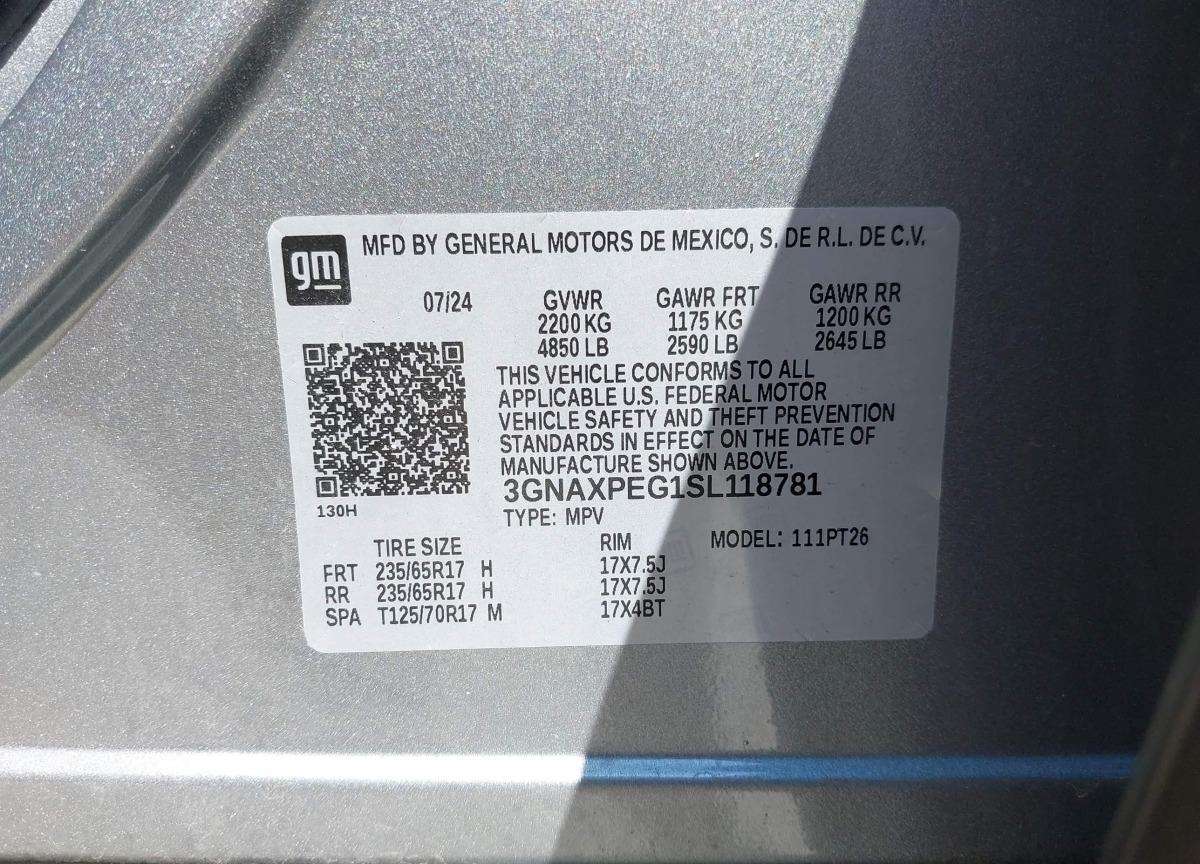 gm
MFD BY GENERAL MOTORS DE MEXICO, S. DE R.L. DE C.V.
07/24 GVWR GAWR FRT GAWR RR
2200 KG 1175 KG 1200 KG
4850 LB 2590 LB 2645 LB
THIS VEHICLE CONFORMS TO ALL
APPLICABLE U.S. FEDERAL MOTOR
VEHICLE SAFETY AND THEFT PREVENTION
STANDARDS IN EFFECT ON THE DATE OF
MANUFACTURE SHOWN ABOVE.
3GNAXPEG1SL118781
130H
TYPE: MPV
TIRE SIZE RIM MODEL: 111PT26
FRT 235/65R17 H 17X7.5J
RR 235/65R17 H 17X7.5J
SPA T125/70R17 M 17X4BT